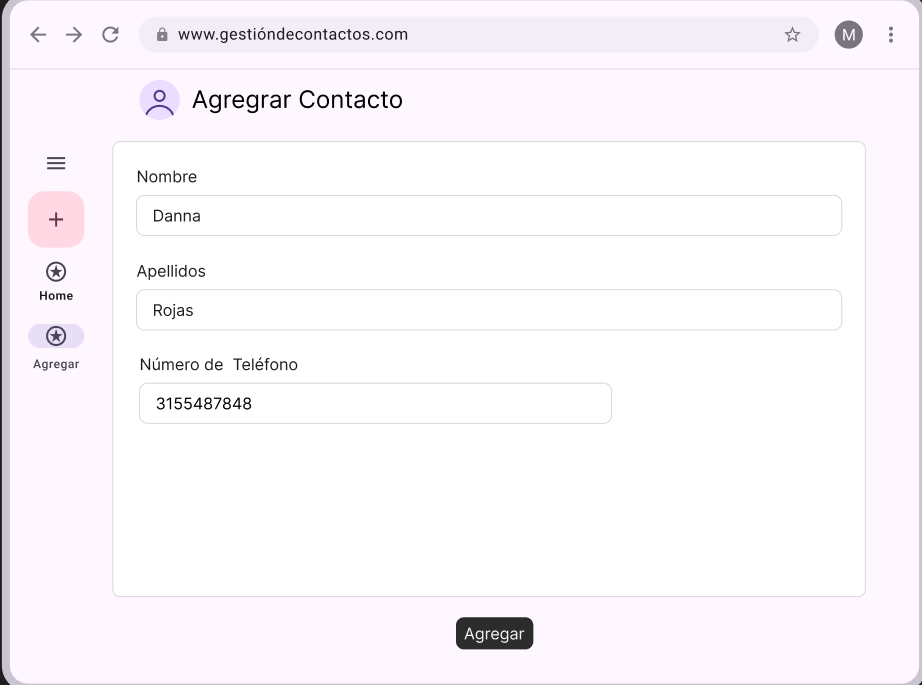 www.gestióndecontactos.com
M
Agregrar Contacto
Nombre
Danna
Home
Apellidos
Rojas
Agregar
Número de Teléfono
3155487848
Agregar